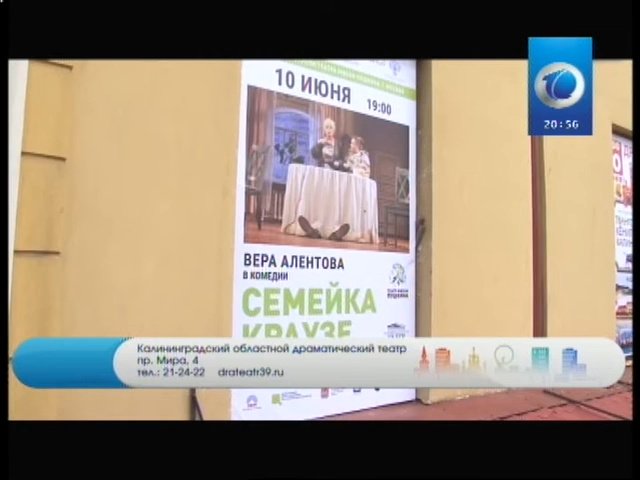 10 ИЮНЯ
19:00
20:56
ВЕРА АЛЕНТОВА
В КОМЕДИИ
СЕМЕЙКА
КРАУЗЕ
Калининградский областной драматический театр
пр. Мира, 4
тел.: 21-24-22 drateatr39.ru